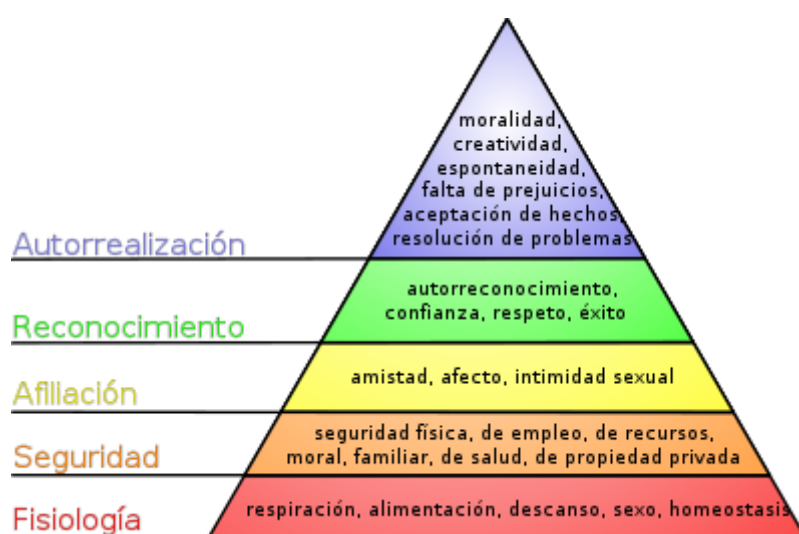 moralidad,
creatividad,
espontaneidad,
falta de prejuicios,
aceptación de hechos,
resolución de problemas
Autorrealización
autorreconocimiento,
confianza, respeto, éxito
Reconocimiento
amistad, afecto, intimidad sexual
Afiliación
seguridad física, de empleo, de recursos,
moral, familiar, de salud, de propiedad privada
Seguridad
respiración, alimentación, descanso, sexo, homeostasis
Fisiología